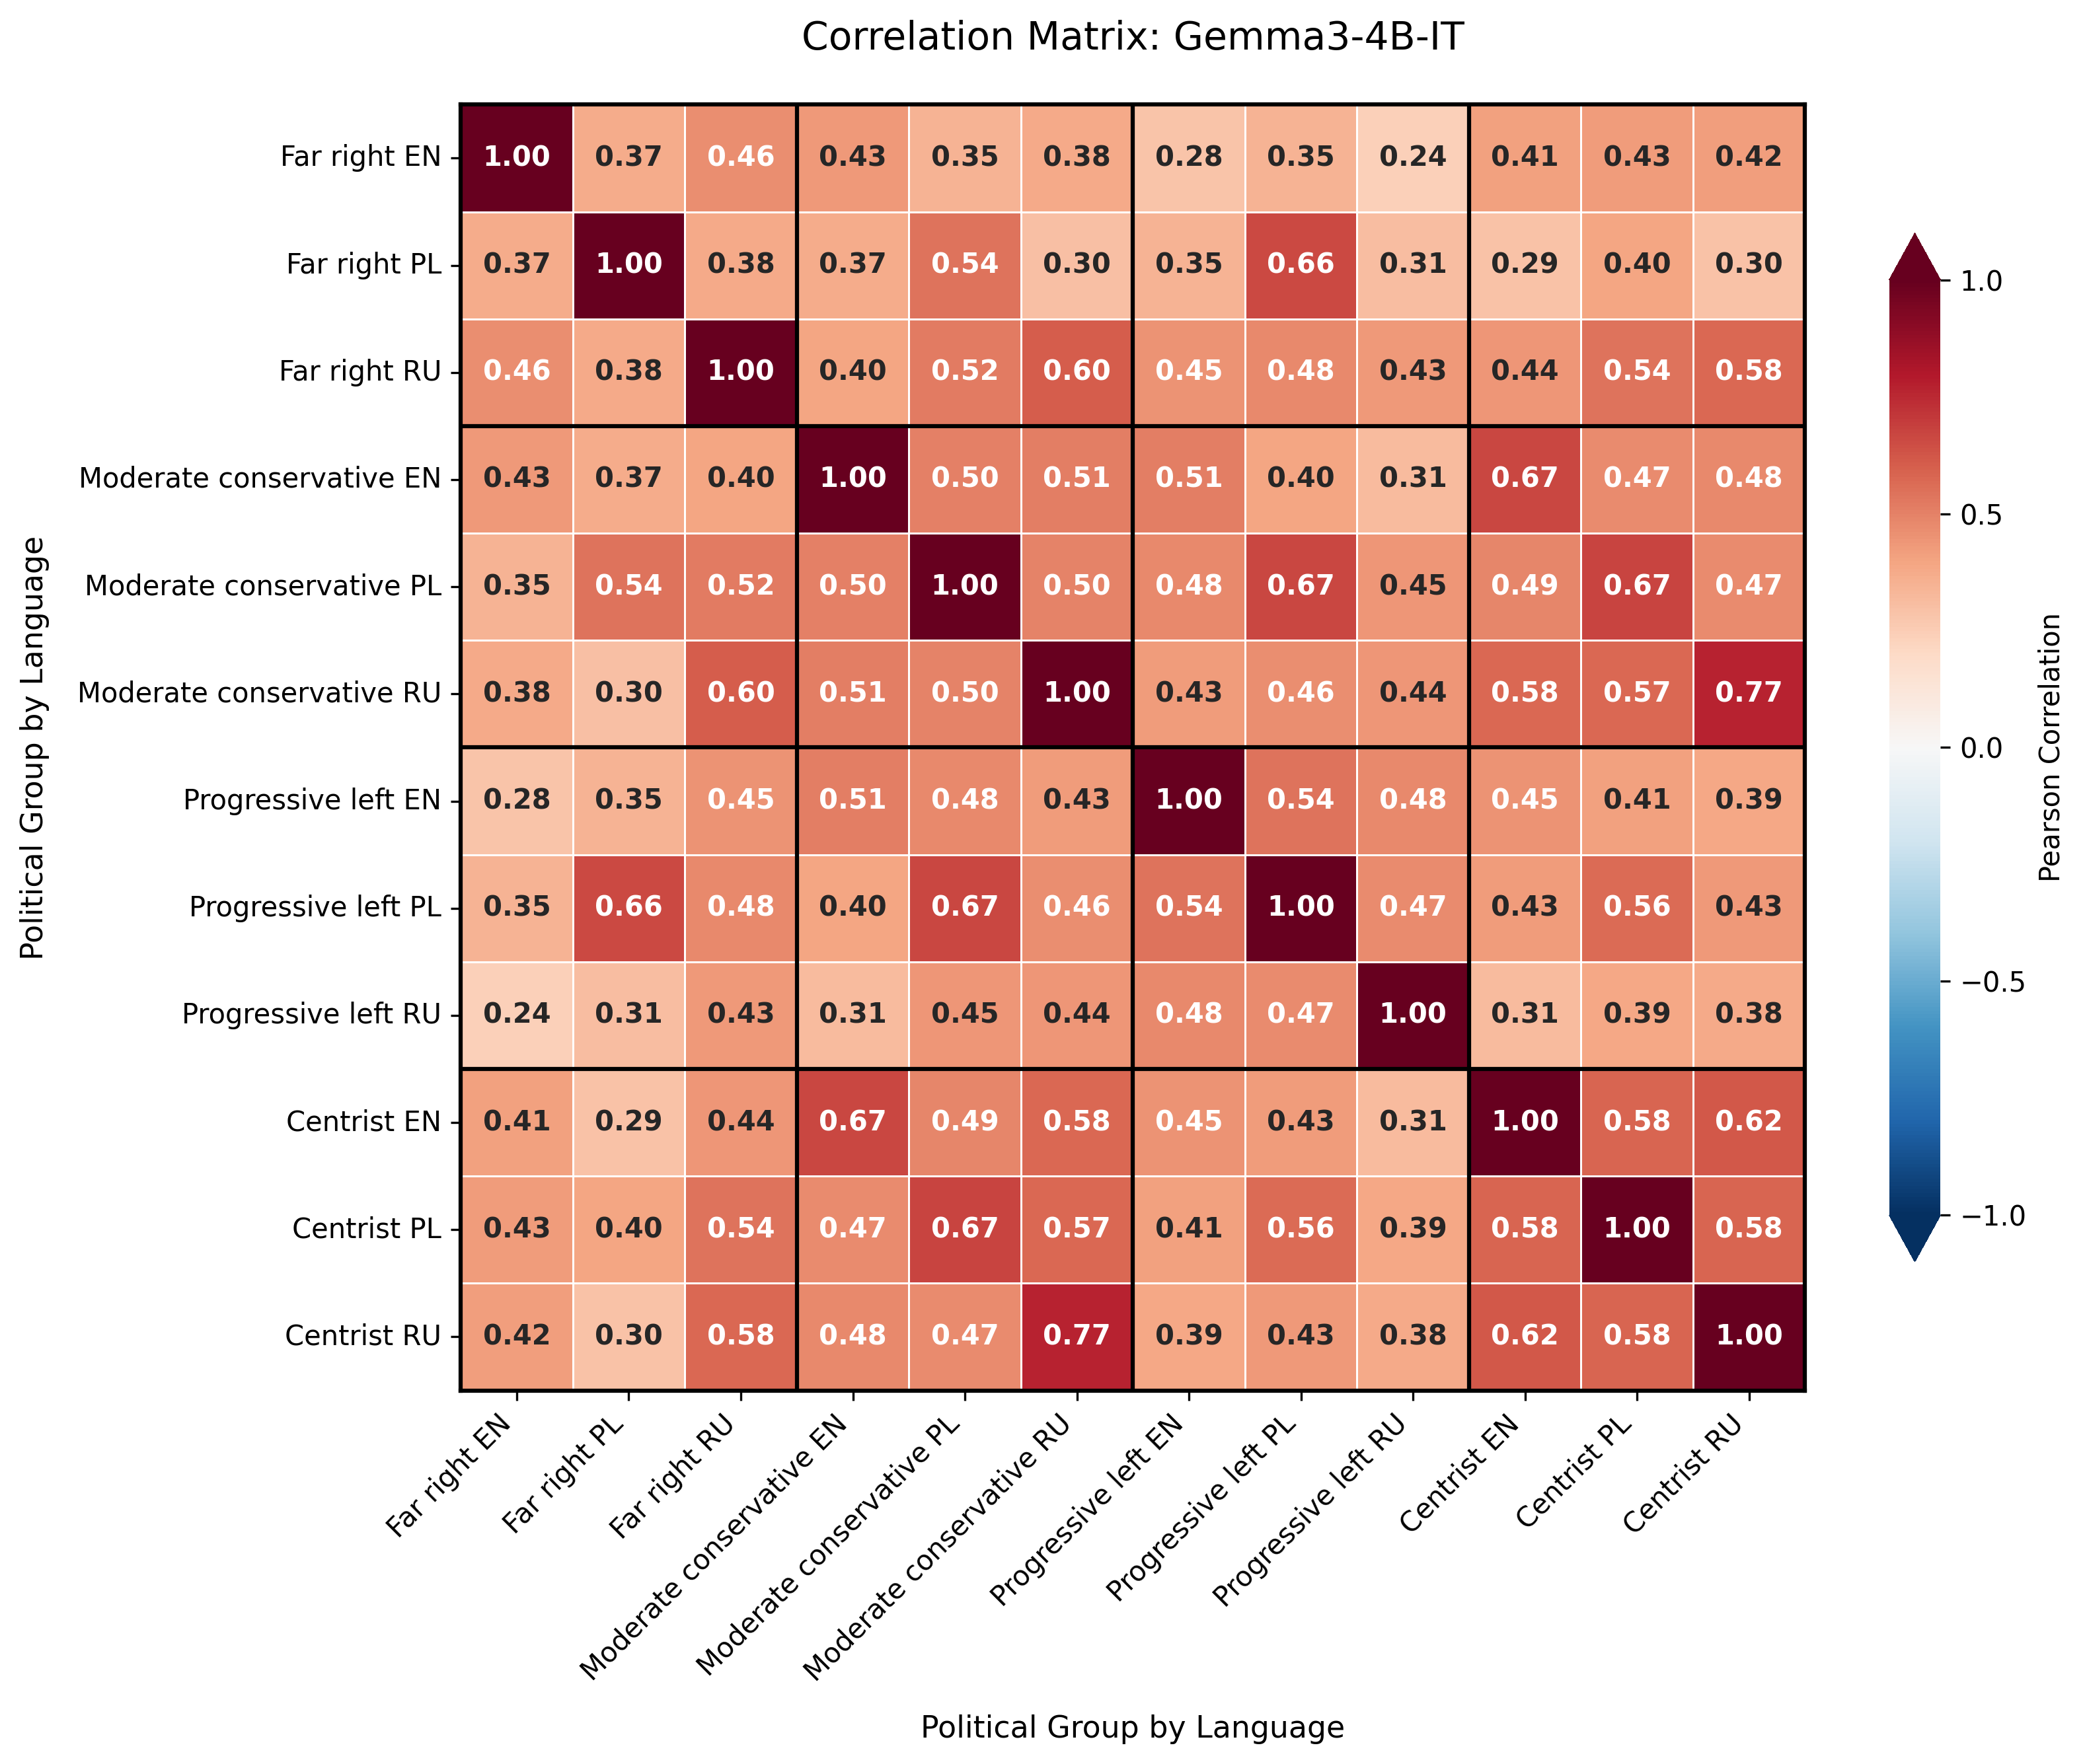 Correlation Matrix: Gemma3-4B-IT
Political Group by Language
Far right EN 1.00 0.37 0.46 0.43 0.35 0.38 0.28 0.35 0.24 0.41 0.43 0.42
Far right PL 0.37 1.00 0.38 0.37 0.54 0.30 0.35 0.66 0.31 0.29 0.40 0.30
Far right RU 0.46 0.38 1.00 0.40 0.52 0.60 0.45 0.48 0.43 0.44 0.54 0.58
Moderate conservative EN 0.43 0.37 0.40 1.00 0.50 0.51 0.51 0.40 0.31 0.67 0.47 0.48
Moderate conservative PL 0.35 0.54 0.52 0.50 1.00 0.50 0.48 0.67 0.45 0.49 0.67 0.47
Moderate conservative RU 0.38 0.30 0.60 0.51 0.50 1.00 0.43 0.46 0.44 0.58 0.57 0.77
Progressive left EN 0.28 0.35 0.45 0.51 0.48 0.43 1.00 0.54 0.48 0.45 0.41 0.39
Progressive left PL 0.35 0.66 0.48 0.40 0.67 0.46 0.54 1.00 0.47 0.43 0.56 0.43
Progressive left RU 0.24 0.31 0.43 0.31 0.45 0.44 0.48 0.47 1.00 0.31 0.39 0.38
Centrist EN 0.41 0.29 0.44 0.67 0.49 0.58 0.45 0.43 0.31 1.00 0.58 0.62
Centrist PL 0.43 0.40 0.54 0.47 0.67 0.57 0.41 0.56 0.39 0.58 1.00 0.58
Centrist RU 0.42 0.30 0.58 0.48 0.47 0.77 0.39 0.43 0.38 0.62 0.58 1.00
Far right EN
Far right PL
Far right RU
Moderate conservative EN
Moderate conservative PL
Moderate conservative RU
Progressive left EN
Progressive left PL
Progressive left RU
Centrist EN
Centrist PL
Centrist RU
Political Group by Language
1.0
0.5
0.0
−0.5
−1.0
Pearson Correlation